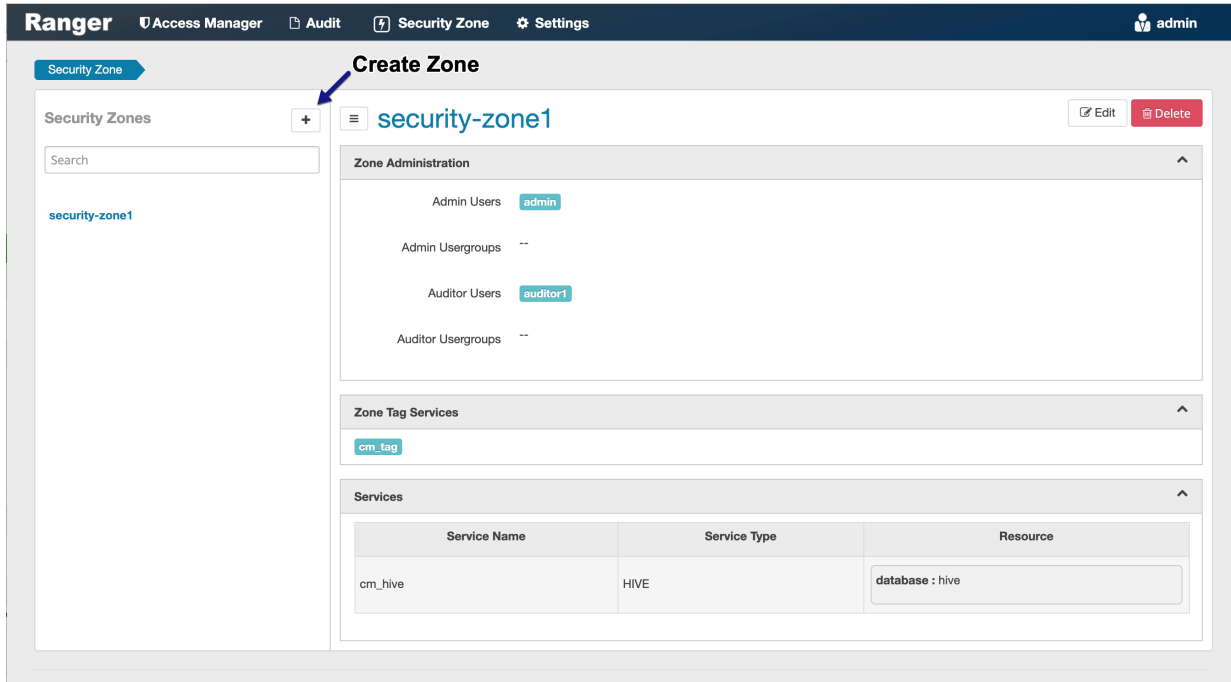 Ranger Access Manager Audit Security Zone Settings admin
Security Zone
Create Zone
Security Zones
+
security-zone1
Edit
Delete
Search
security-zone1
Zone Administration
Admin Users admin
Admin Usergroups --
Auditor Users auditor1
Auditor Usergroups --
Zone Tag Services
cm_tag
Services
Service Name Service Type Resource
cm_hive HIVE database : hive